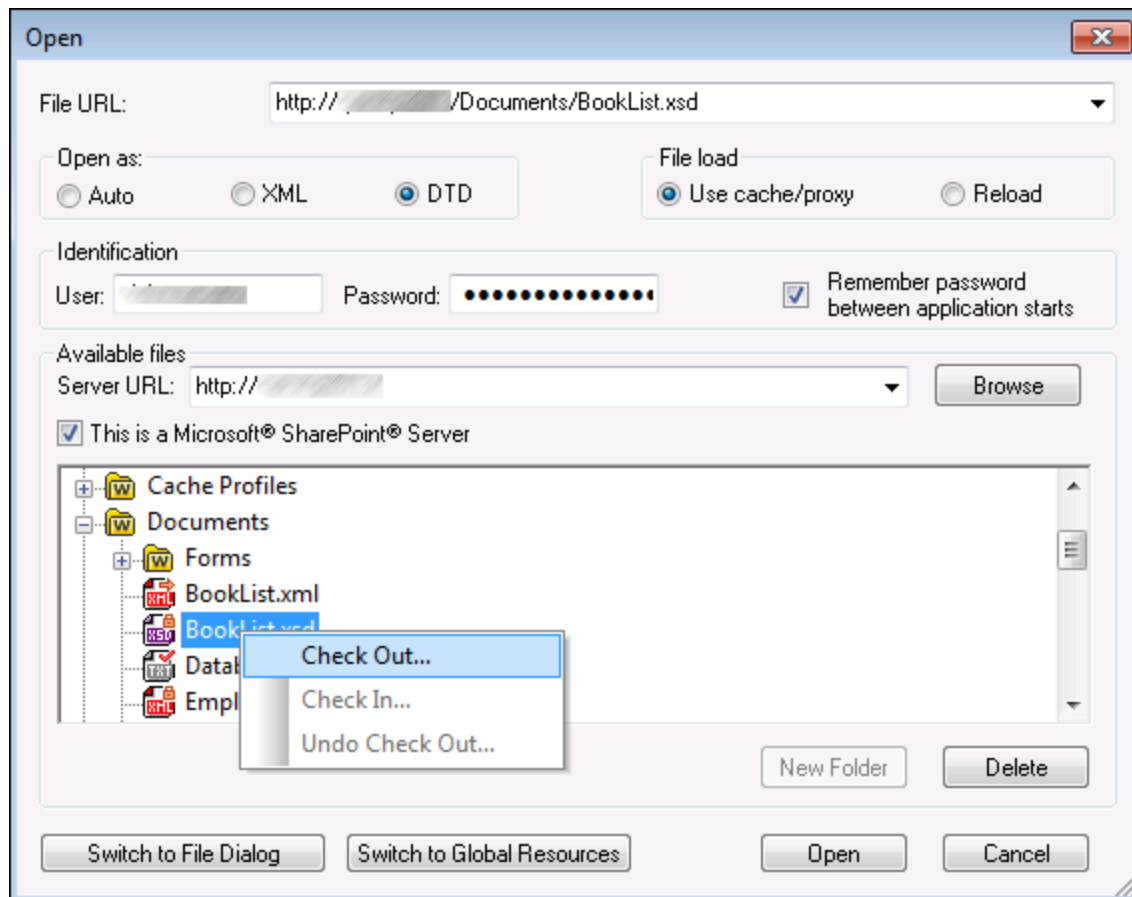 Open
File URL: http:// /Documents/BookList.xsd
Open as:
Auto XML DTD
File load
Use cache/proxy Reload
Identification
User: Password: Remember password
between application starts
Available files
Server URL: http:// Browse
This is a Microsoft® SharePoint® Server
Cache Profiles
Documents
Forms
BookList.xml
BookList.xsd
Check Out...
Check In...
Undo Check Out...
New Folder Delete
Switch to File Dialog Switch to Global Resources Open Cancel